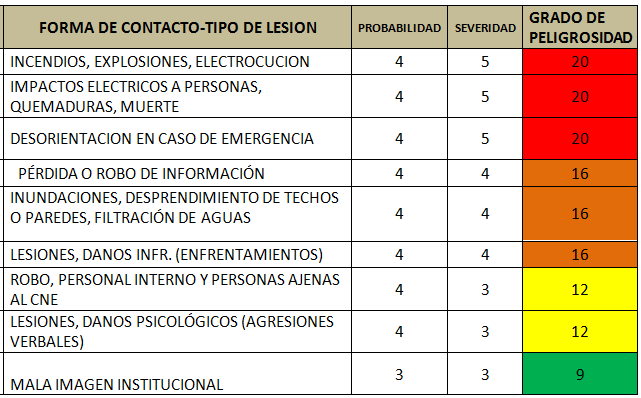 FORMA DE CONTACTO-TIPO DE LESION PROBABILIDAD SEVERIDAD GRADO DE
PELIGROSIDAD
INCENDIOS, EXPLOSIONES, ELECTROCUCION 4 5 20
IMPACTOS ELECTRICOS A PERSONAS,
QUEMADURAS, MUERTE 4 5 20
DESORIENTACION EN CASO DE EMERGENCIA 4 5 20
PÉRDIDA O ROBO DE INFORMACIÓN 4 4 16
INUNDACIONES, DESPRENDIMIENTO DE TECHOS
O PAREDES, FILTRACIÓN DE AGUAS 4 4 16
LESIONES, DANOS INFR. (ENFRENTAMIENTOS) 4 4 16
ROBO, PERSONAL INTERNO Y PERSONAS AJENAS
AL CNE 4 3 12
LESIONES, DANOS PSICOLÓGICOS (AGRESIONES
VERBALES) 4 3 12
MALA IMAGEN INSTITUCIONAL 3 3 9